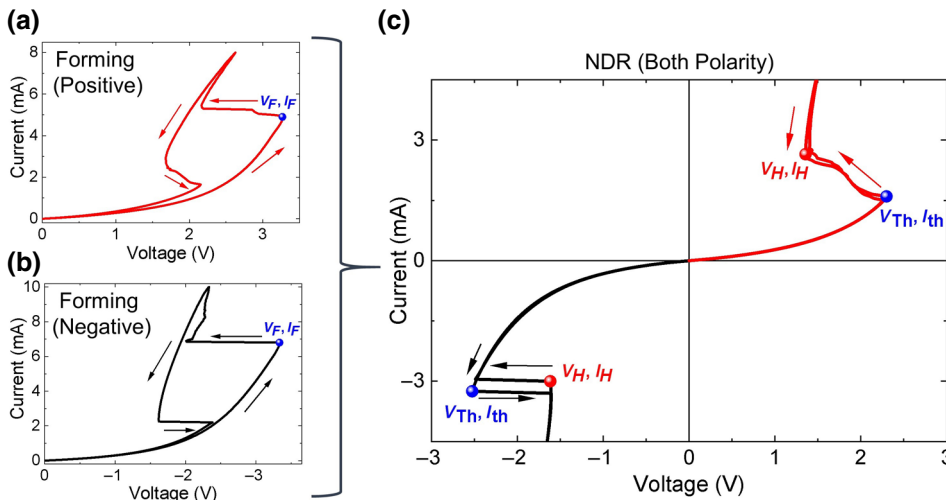 (a)
Forming
(Positive)
V_F, I_F
8
6
4
2
0
Current (mA)
0 1 2 3
Voltage (V)
(b)
Forming
(Negative)
V_F, I_F
10
8
6
4
2
0
Current (mA)
0 −1 −2 −3
Voltage (V)
(c)
NDR (Both Polarity)
V_H, I_H
V_Th, I_th
3
0
−3
Current (mA)
V_H, I_H
V_Th, I_th
−3 −2 −1 0 1 2 3
Voltage (V)